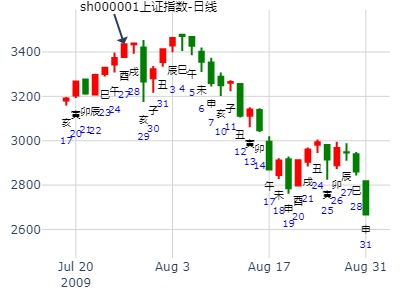 sh000001上证指数-日线
3400
3200
3000
2800
2600
亥
17
寅
20
卯
21
辰
22
巳
23
午
24
酉
27
戌
28
亥
29
子
30
丑
31
辰
3
巳
4
午
5
未
6
申
7
亥
10
子
11
丑
12
寅
13
卯
14
午
17
未
18
申
19
酉
20
戌
21
丑
24
寅
25
卯
26
辰
27
巳
28
申
31
Jul 20
2009
Aug 3
Aug 17
Aug 31